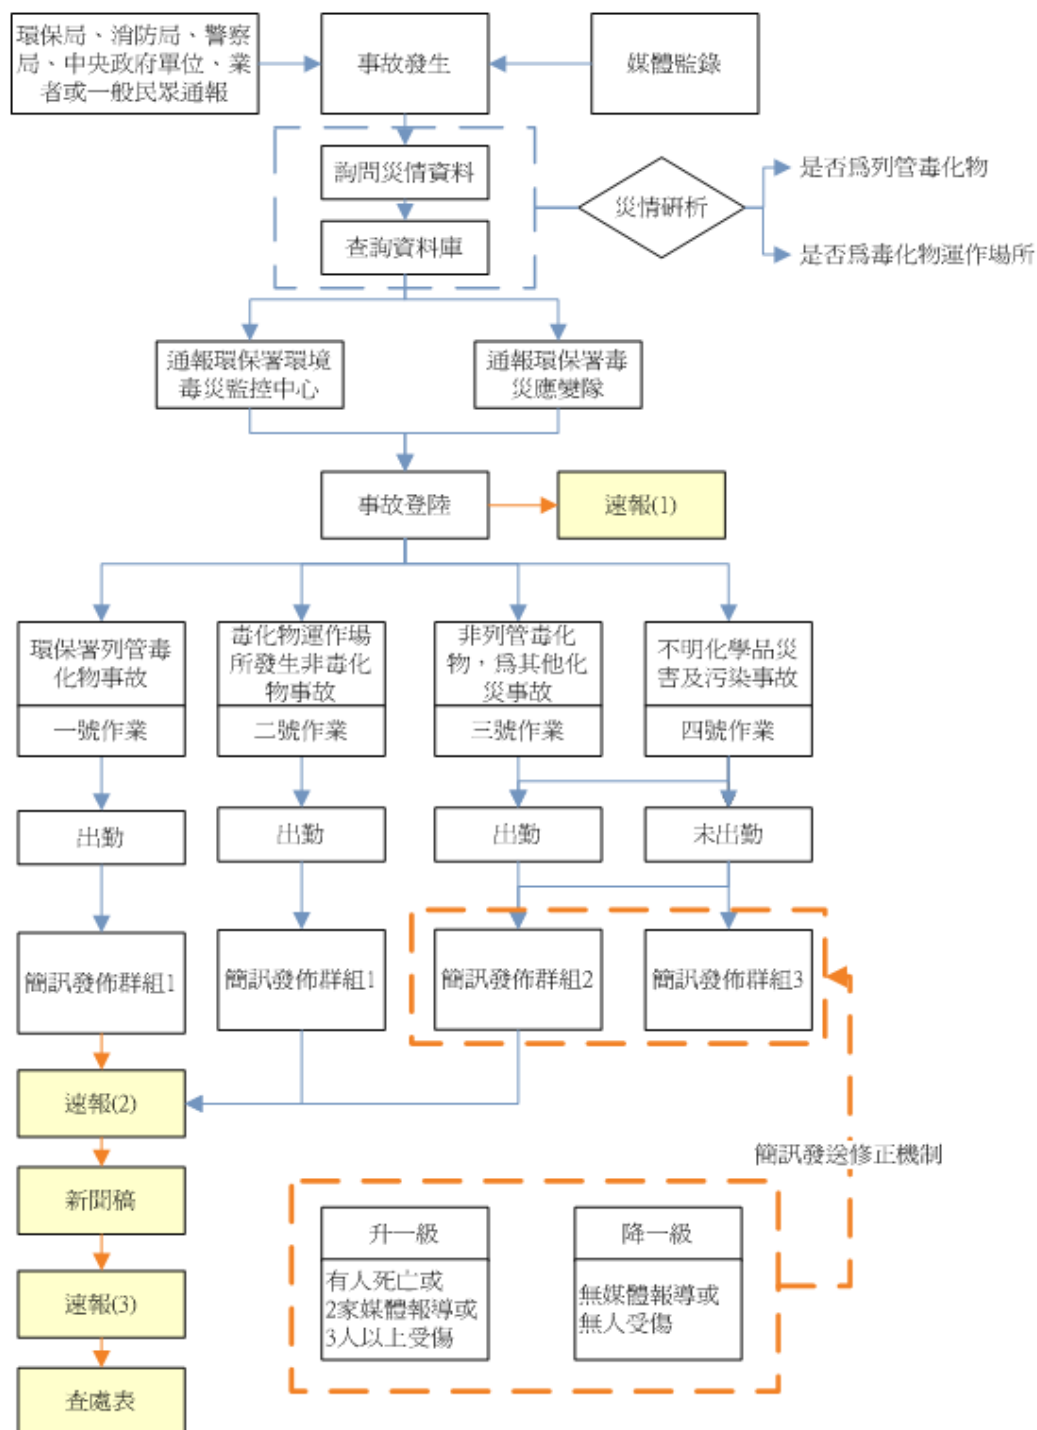 環保局、消防局、警察
局、中央政府單位、業
者或一般民眾通報
事故發生
媒體監錄
詢問災情資料
查詢資料庫
災情研析
是否為列管毒化物
是否為毒化物運作場所
通報環保署環境
毒災監控中心
通報環保署毒
災應變隊
事故登陸
速報(1)
環保署列管毒
化物事故
一號作業
毒化物運作場
所發生非毒化
物事故
二號作業
非列管毒化
物，為其他化
災事故
三號作業
不明化學品災
害及污染事故
四號作業
出勤
出勤
出勤
未出勤
簡訊發佈群組1
簡訊發佈群組1
簡訊發佈群組2
簡訊發佈群組3
速報(2)
新聞稿
速報(3)
查處表
簡訊發送修正機制
升一級
有人死亡或
2家媒體報導或
3人以上受傷
降一級
無媒體報導或
無人受傷